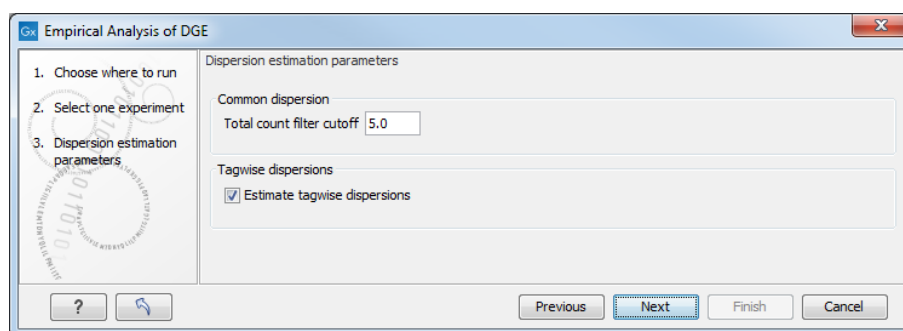 Gx Empirical Analysis of DGE
X
1. Choose where to run
2. Select one experiment
3. Dispersion estimation
parameters
Dispersion estimation parameters
Common dispersion
Total count filter cutoff 5.0
Tagwise dispersions
Estimate tagwise dispersions
?
Previous
Next
Finish
Cancel